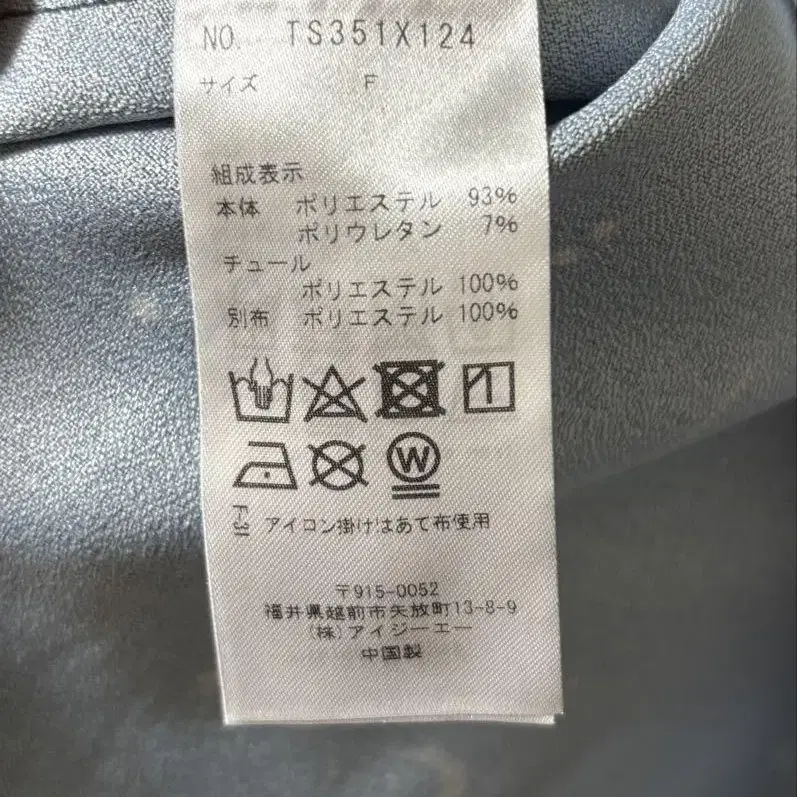 NO. TS351X124
サイズ F
組成表示
本体 ポリエステル 93%
ポリウレタン 7%
チュール
ポリエステル 100%
別布 ポリエステル 100%
W
アイロン掛けはあて布使用
〒915-0052
福井県越前市矢放町13-8-9
(株)アイジーエー
中国製